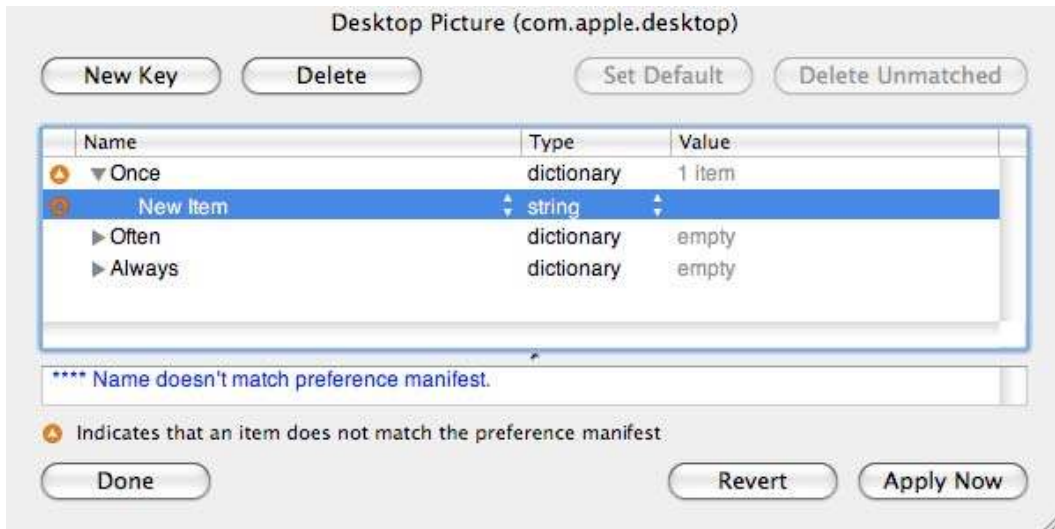 Desktop Picture (com.apple.desktop)
New Key Delete Set Default Delete Unmatched
Name Type Value
Once dictionary 1 item
New Item string
Often dictionary empty
Always dictionary empty
**** Name doesn't match preference manifest.
Indicates that an item does not match the preference manifest
Done Revert Apply Now